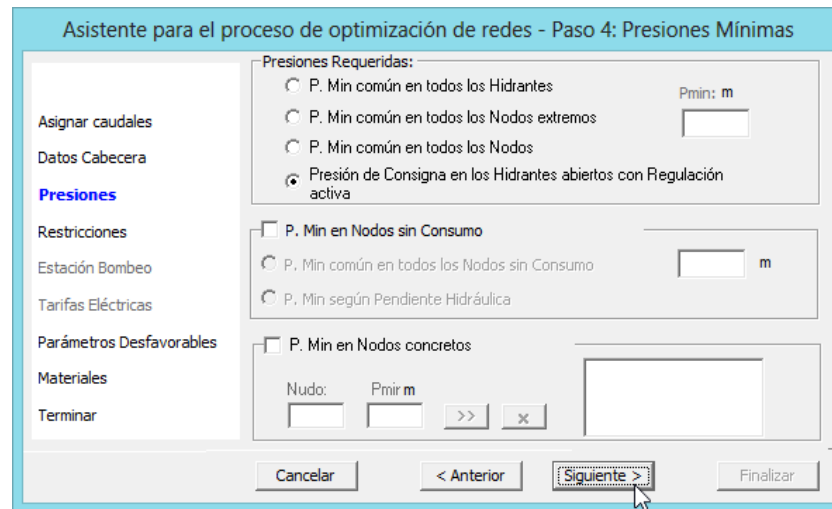 Asistente para el proceso de optimización de redes - Paso 4: Presiones Mínimas
Asignar caudales
Datos Cabecera
Presiones
Restricciones
Estación Bombeo
Tarifas Eléctricas
Parámetros Desfavorables
Materiales
Terminar
Presiones Requeridas:
P. Min común en todos los Hidrantes
P. Min común en todos los Nodos extremos
P. Min común en todos los Nodos
Presión de Consigna en los Hidrantes abiertos con Regulación
activa
Pmin: m
P. Min en Nodos sin Consumo
P. Min común en todos los Nodos sin Consumo
m
P. Min según Pendiente Hidráulica
P. Min en Nodos concretos
Nudo:
Pmir m
>>
x
Cancelar
< Anterior
Siguiente >
Finalizar